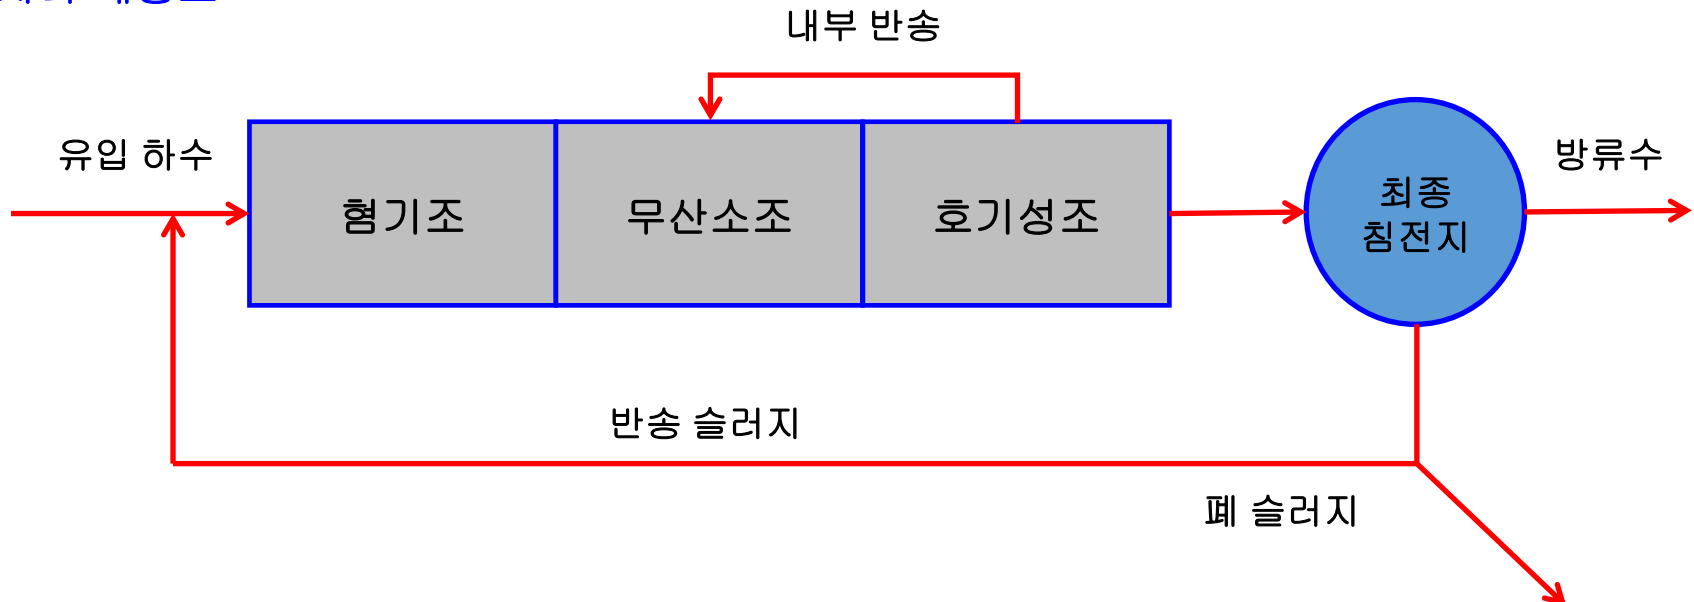 내부 반송
유입 하수
방류수
혐기조
무산소조
호기성조
최종
침전지
반송 슬러지
폐 슬러지